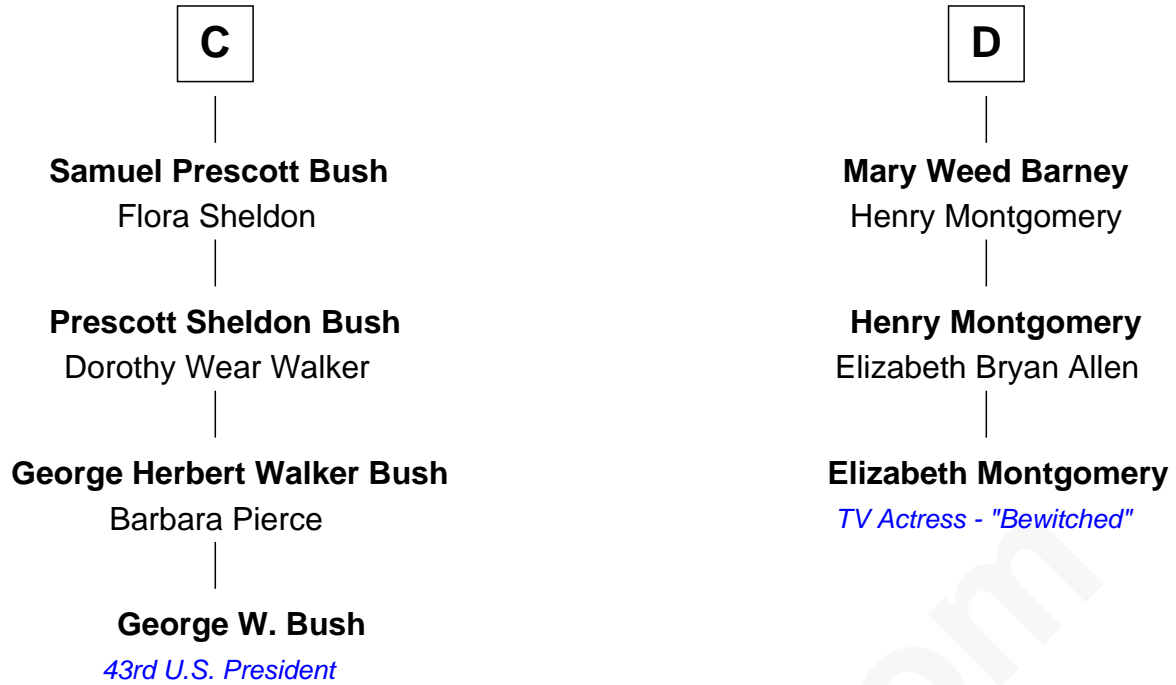 C
Samuel Prescott Bush
Flora Sheldon
Prescott Sheldon Bush
Dorothy Wear Walker
George Herbert Walker Bush
Barbara Pierce
George W. Bush
43rd U.S. President
D
Mary Weed Barney
Henry Montgomery
Henry Montgomery
Elizabeth Bryan Allen
Elizabeth Montgomery
TV Actress - "Bewitched"
om